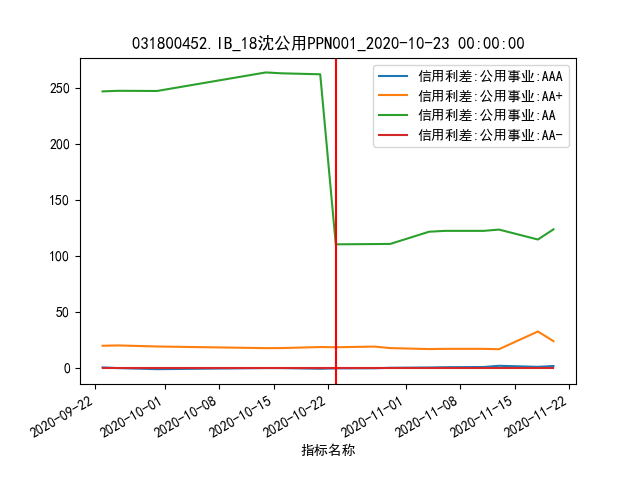 031800452.IB_18沈公用PPN001_2020-10-23 00:00:00
信用利差:公用事业:AAA
信用利差:公用事业:AA+
信用利差:公用事业:AA
信用利差:公用事业:AA-
250
200
150
100
50
0
2020-09-22
2020-10-01
2020-10-08
2020-10-15
2020-10-22
2020-11-01
2020-11-08
2020-11-15
2020-11-22
指标名称